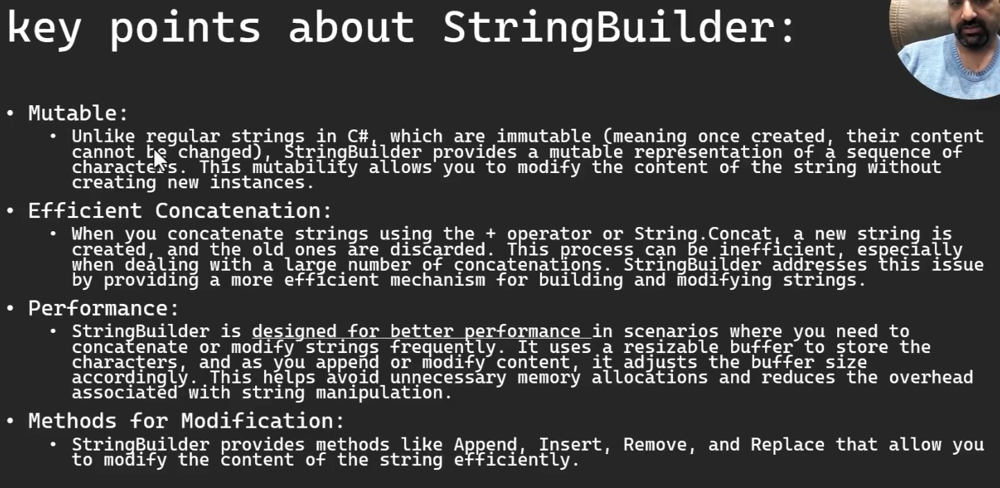 key points about StringBuilder:
• Mutable:
• Unlike regular strings in C#, which are immutable (meaning once created, their content
cannot be changed), StringBuilder provides a mutable representation of a sequence of
characters. This mutability allows you to modify the content of the string without
creating new instances.
• Efficient Concatenation:
• When you concatenate strings using the + operator or String.Concat, a new string is
created, and the old ones are discarded. This process can be inefficient, especially
when dealing with a large number of concatenations. StringBuilder addresses this issue
by providing a more efficient mechanism for building and modifying strings.
• Performance:
• StringBuilder is designed for better performance in scenarios where you need to
concatenate or modify strings frequently. It uses a resizable buffer to store the
characters, and as you append or modify content, it adjusts the buffer size
accordingly. This helps avoid unnecessary memory allocations and reduces the overhead
associated with string manipulation.
• Methods for Modification:
• StringBuilder provides methods like Append, Insert, Remove, and Replace that allow you
to modify the content of the string efficiently.